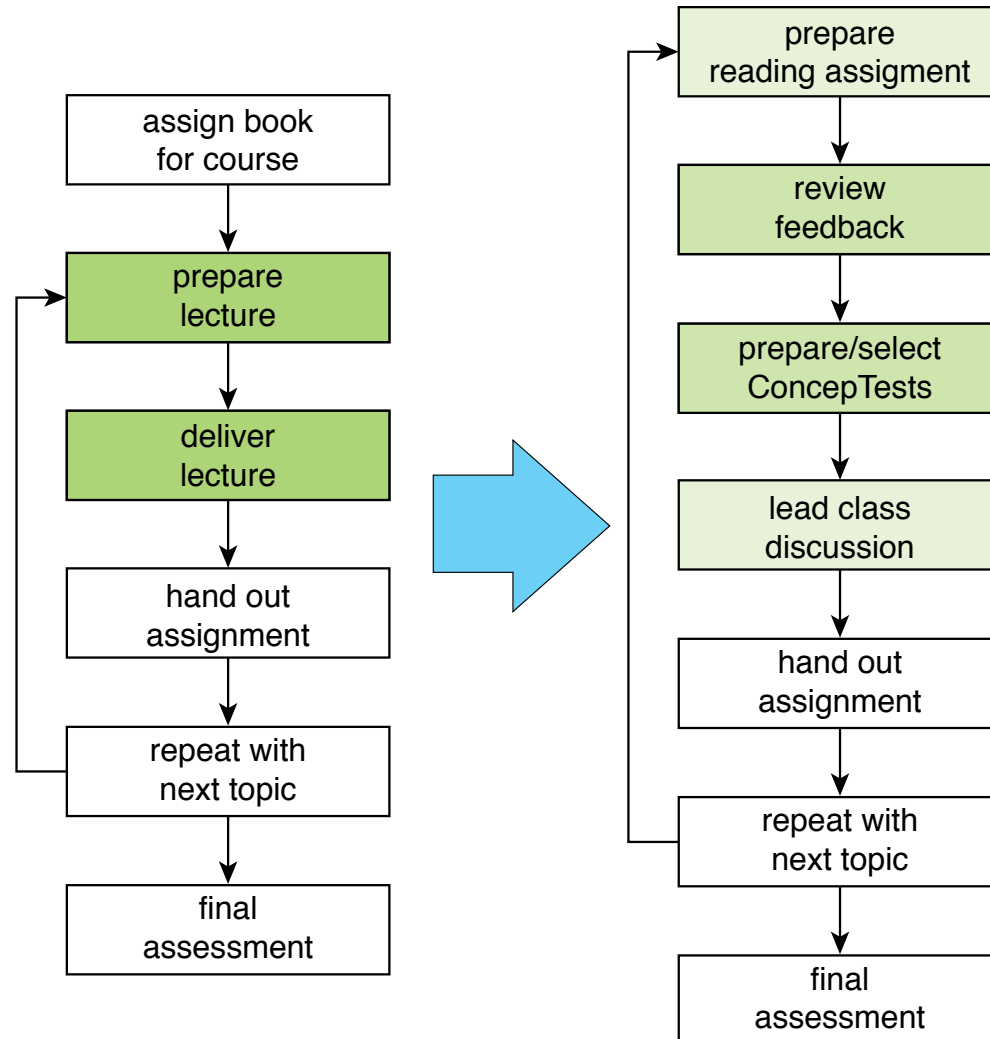 assign book
for course
prepare
lecture
deliver
lecture
hand out
assignment
repeat with
next topic
final
assessment
prepare
reading assigment
review
feedback
prepare/select
ConcepTests
lead class
discussion
hand out
assignment
repeat with
next topic
final
assessment